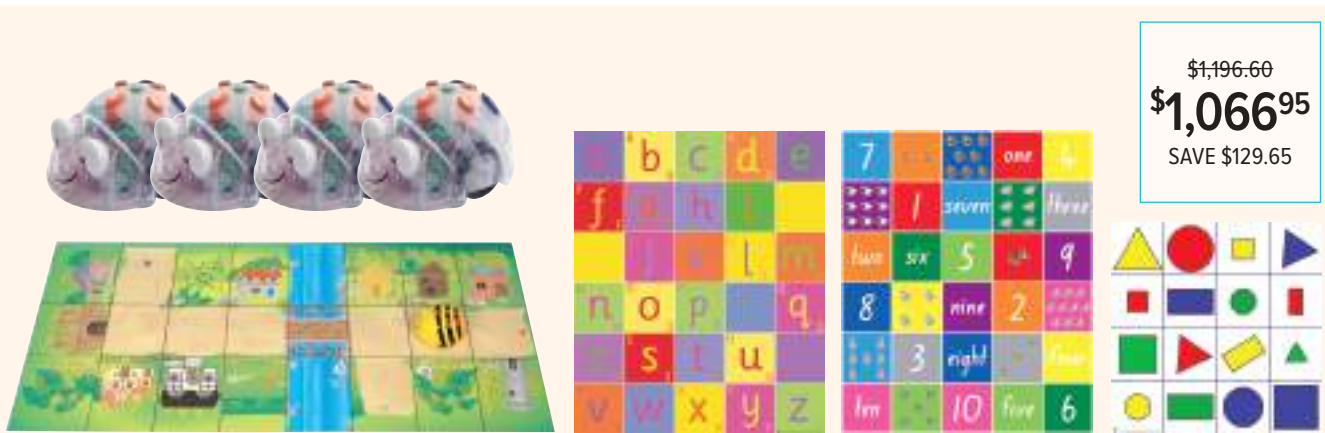 $1,196.60
$1,066 95
SAVE $129.65
b c d e
f h
l m
n o p q
s t u
v w x y z
7 one 4
1 seven three
two six 5 9
8 nine 2
3 eight four
ten 10 five 6